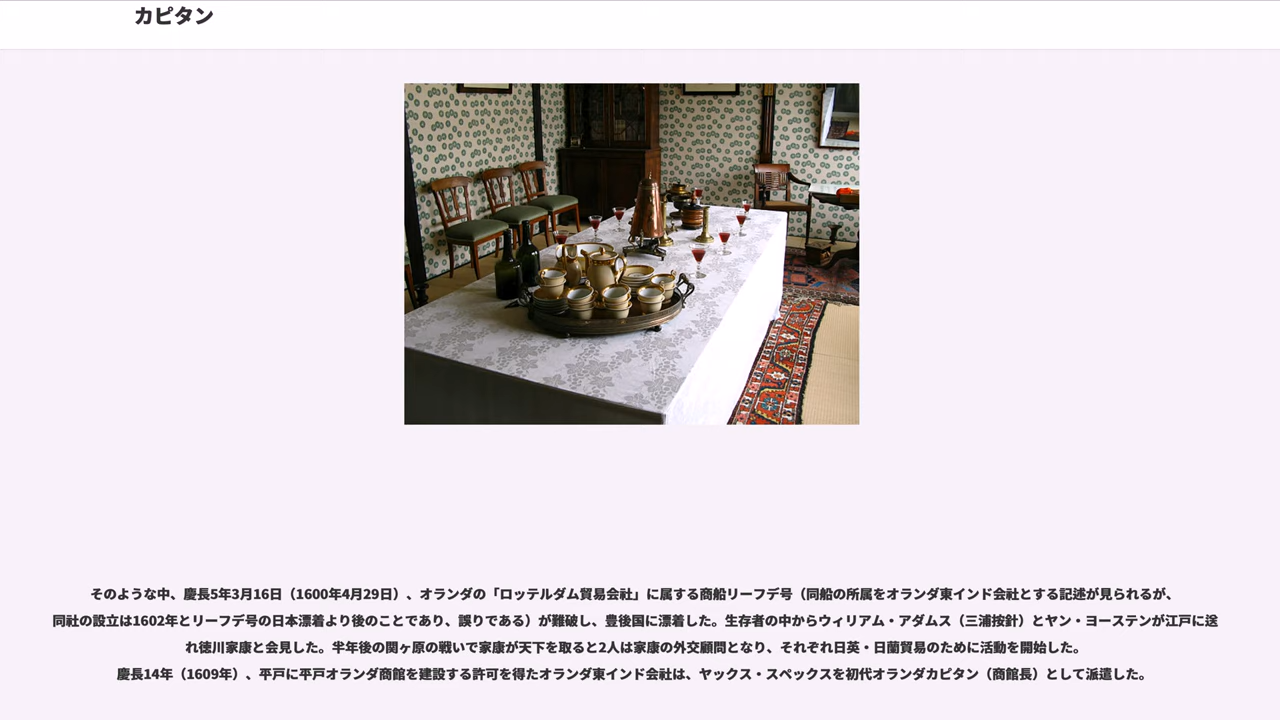 カピタン
そのような中、慶長5年3月16日（1600年4月29日）、オランダの「ロッテルダム貿易会社」に属する商船リーフデ号（同船の所属をオランダ東インド会社とする記述が見られるが、
同社の設立は1602年とリーフデ号の日本漂着より後のことであり、誤りである）が難破し、豊後国に漂着した。生存者の中からウィリアム・アダムス（三浦按針）とヤン・ヨーステンが江戸に送
れ徳川家康と会見した。半年後の関ヶ原の戦いで家康が天下を取ると2人は家康の外交顧問となり、それぞれ日英・日蘭貿易のために活動を開始した。
慶長14年（1609年）、平戸に平戸オランダ商館を建設する許可を得たオランダ東インド会社は、ヤックス・スペックスを初代オランダカピタン（商館長）として派遣した。